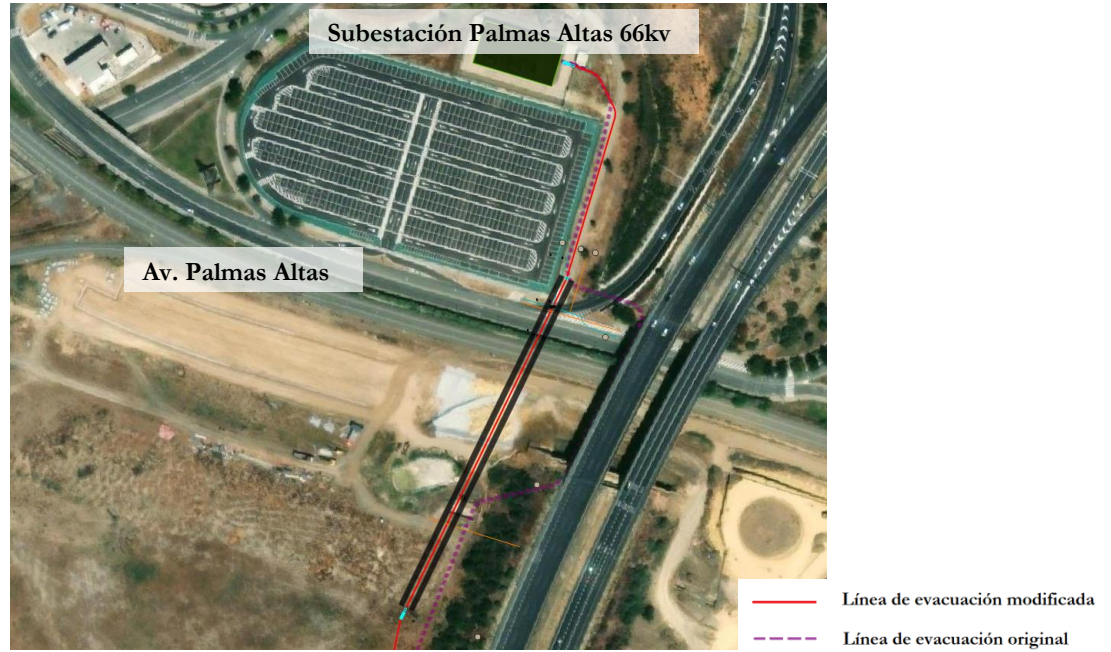 Subestación Palmas Altas 66kv
Av. Palmas Altas
Línea de evacuación modificada
Línea de evacuación original